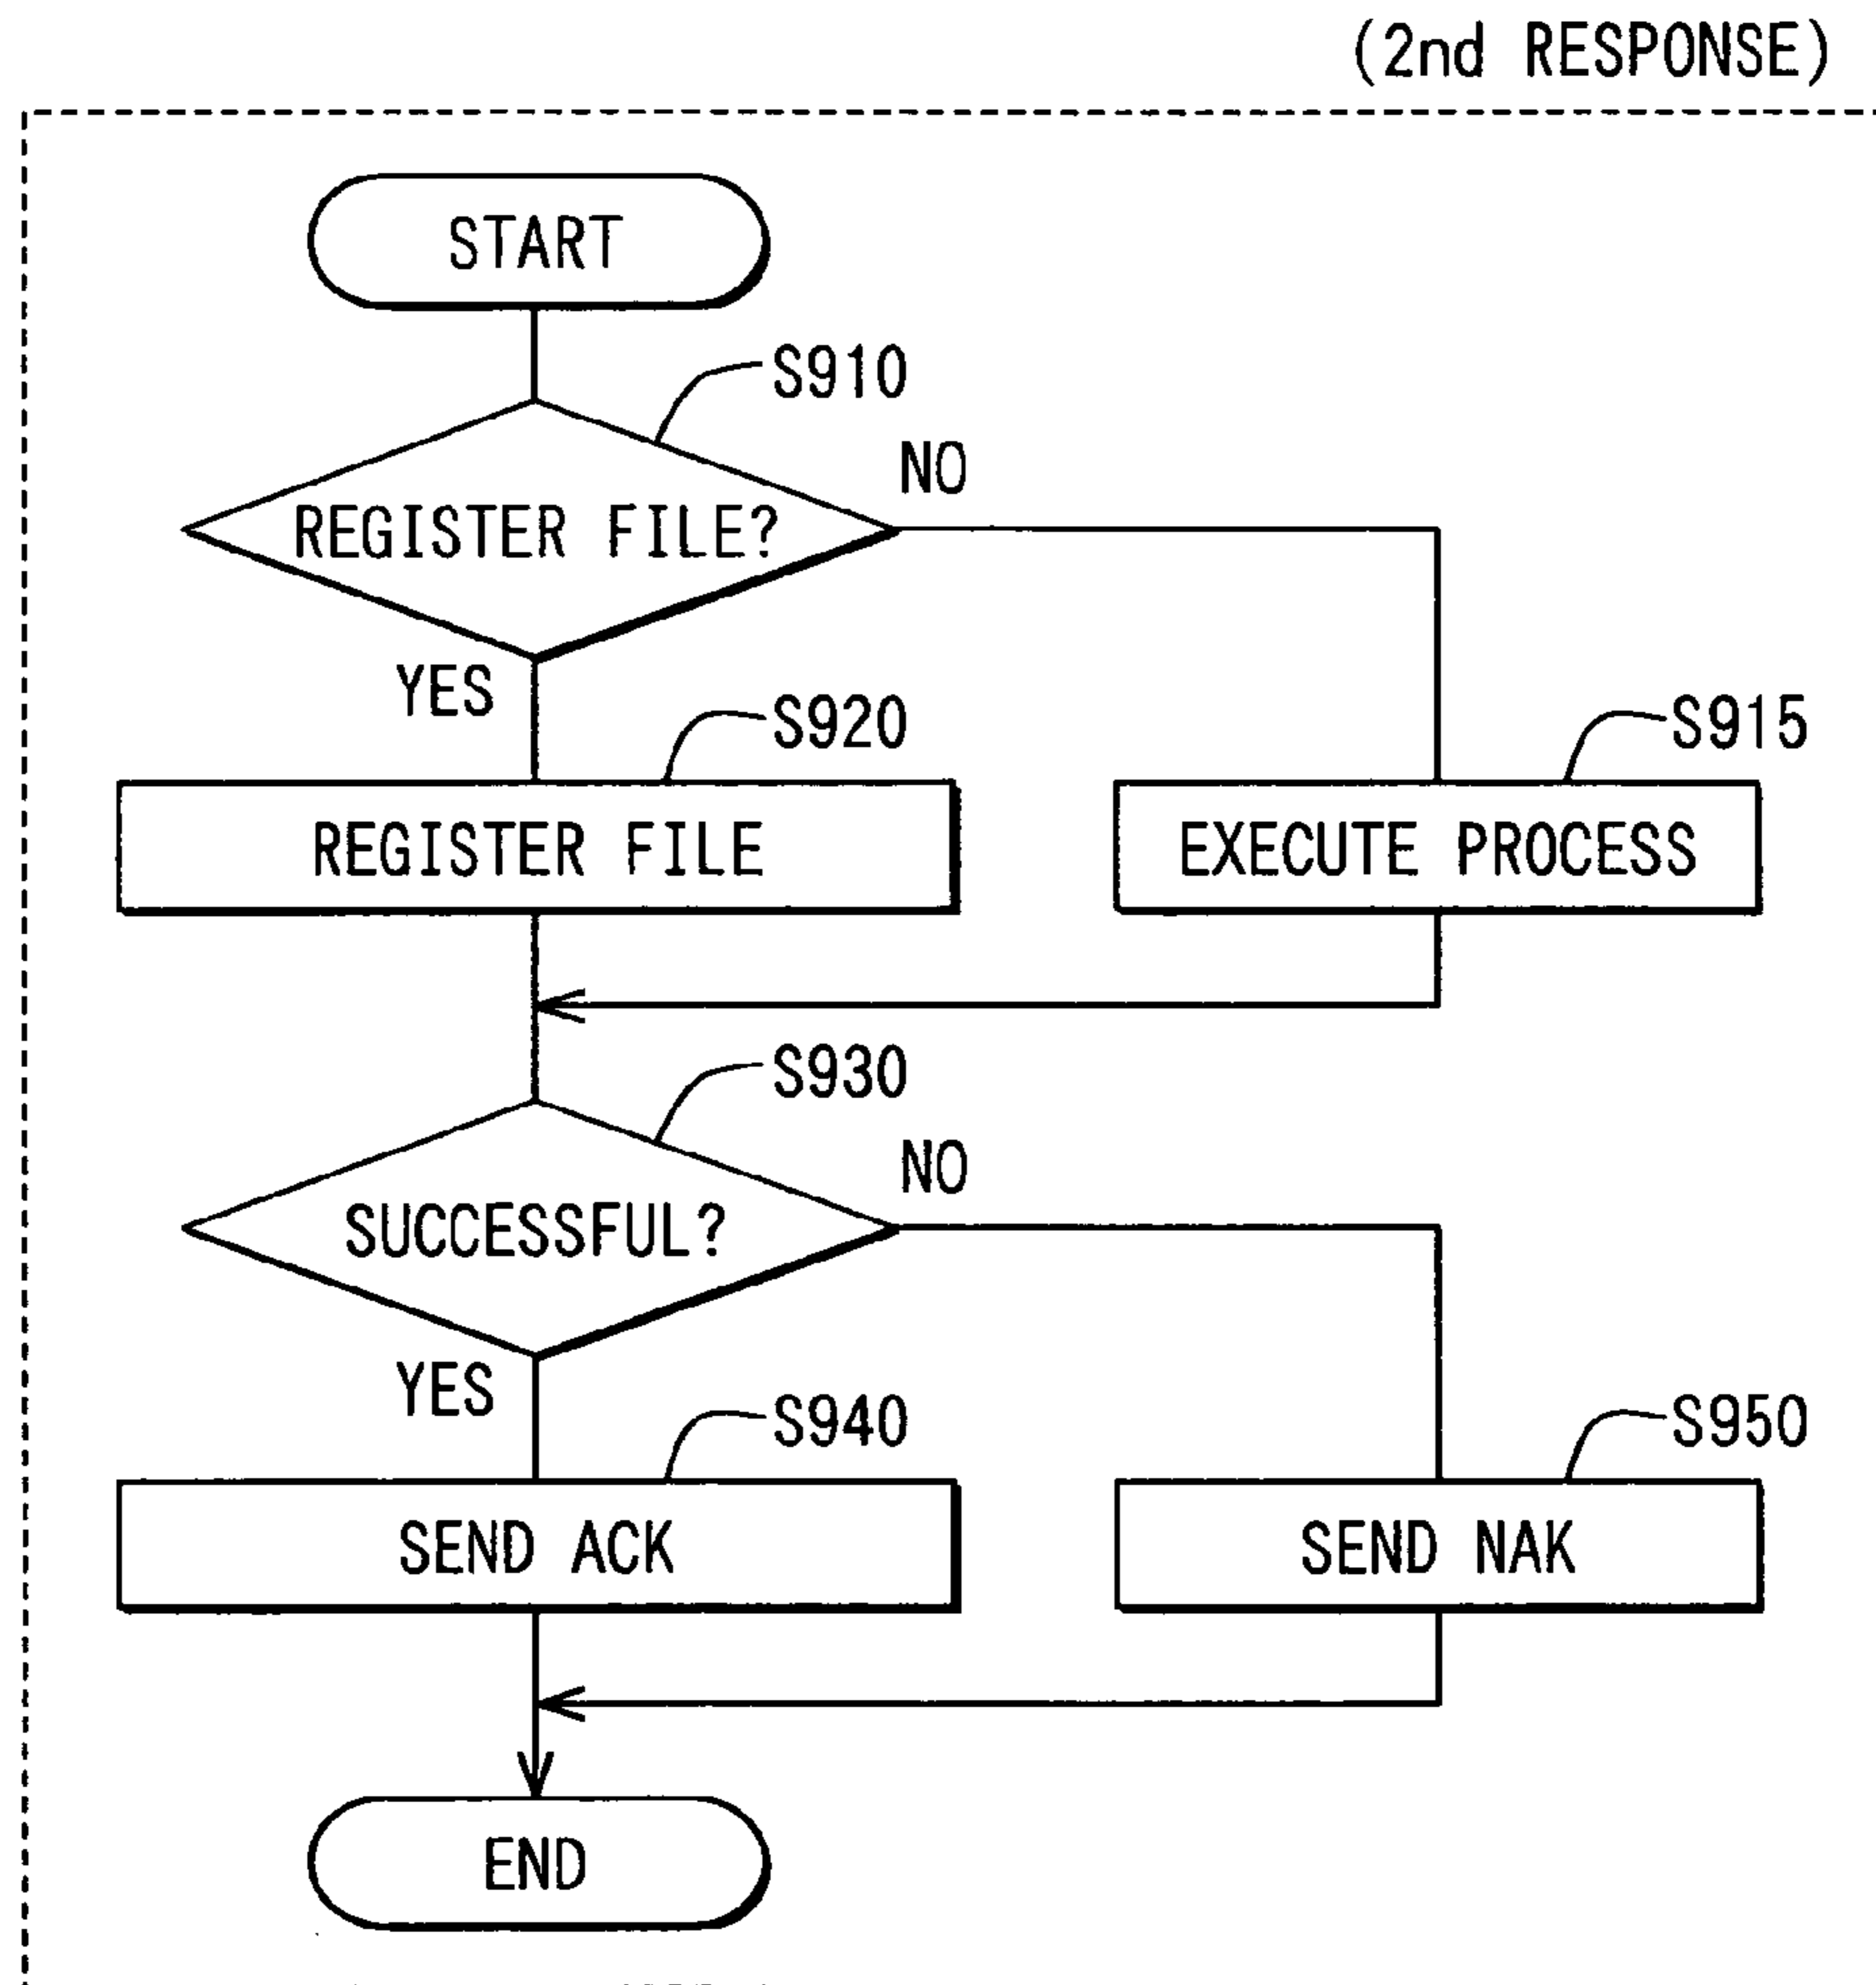 (2nd RESPONSE)
START
S910
NO
REGISTER FILE?
YES
S920
S915
REGISTER FILE
EXECUTE PROCESS
S930
NO
SUCCESSFUL?
YES
S940
S950
SEND ACK
SEND NAK
END